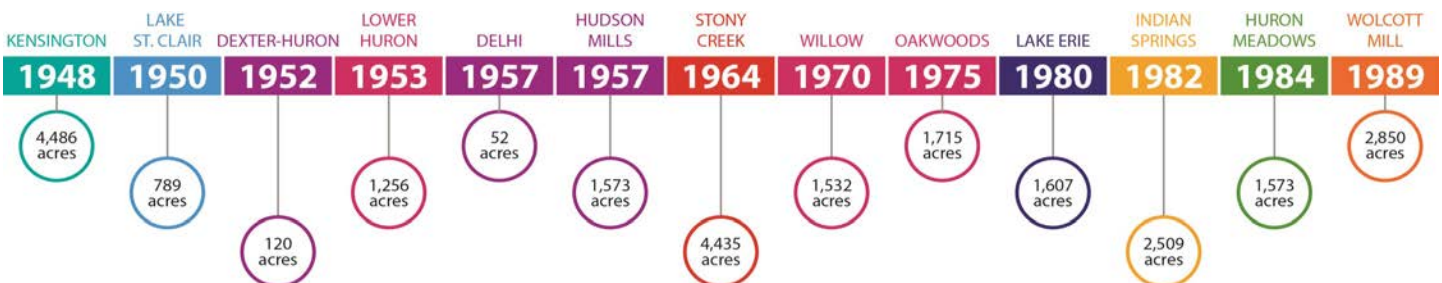 KENSINGTON
1948
4,486
acres
LAKE
ST. CLAIR
1950
789
acres
DEXTER-HURON
1952
120
acres
LOWER
HURON
1953
1,256
acres
DELHI
1957
52
acres
HUDSON
MILLS
1957
1,573
acres
STONY
CREEK
1964
4,435
acres
WILLOW
1970
1,532
acres
OAKWOODS
1975
1,715
acres
LAKE ERIE
1980
1,607
acres
INDIAN
SPRINGS
1982
2,509
acres
HURON
MEADOWS
1984
1,573
acres
WOLCOTT
MILL
1989
2,850
acres